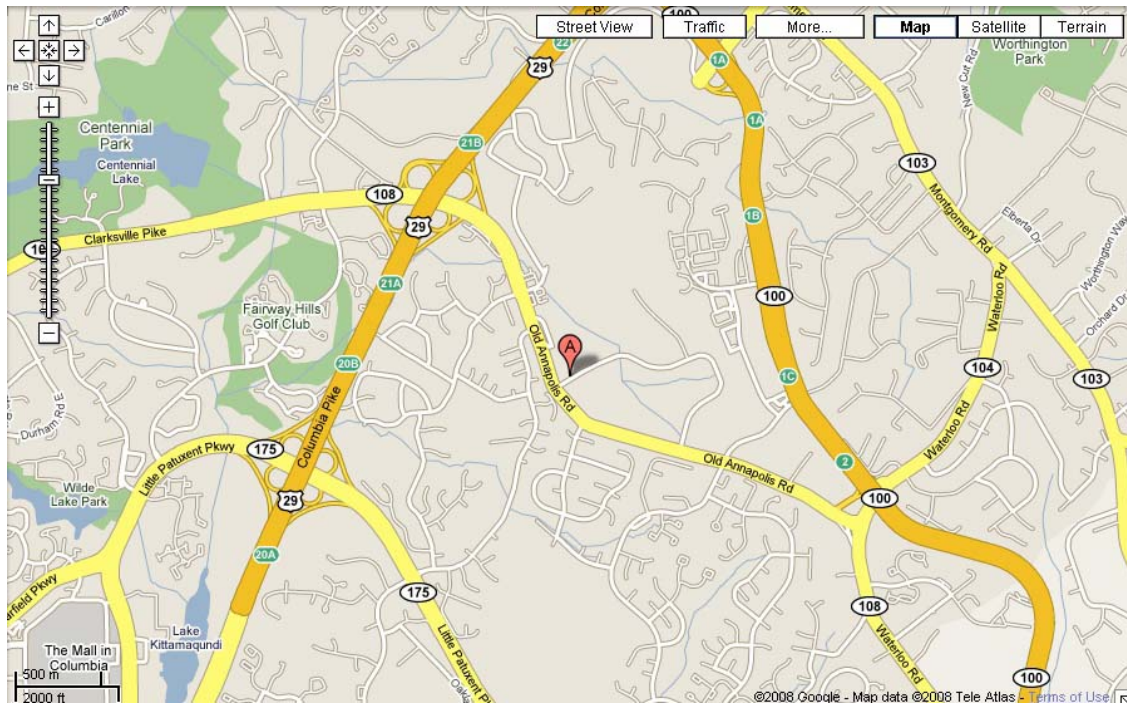 Carillon
Street View
Traffic
More...
Map
Satellite
Terrain
22
29
100
1A
Worthington
Park
New Cut Rd
ne St
Centennial
Park
Centennial
Lake
21B
1A
103
Montgomery Rd
108
29
Clarksville Pike
1B
Elberta Dr
Worthington Way
Waterloo Rd
Orchard Dr
21A
100
Fairway Hills
Golf Club
Old Annapolis Rd
A
20B
1C
104
103
Columbia Pike
Durham Rd E
175
Little Patuxent Pkwy
Waterloo Rd
Old Annapolis Rd
2
100
Wilde
Lake Park
29
20A
175
108
Waterloo Rd
arfield Pkwy
Lake
Kittamaqundi
The Mall in
Columbia
Little Patuxent P
Oakl
100
500 m
2000 ft
©2008 Google - Map data ©2008 Tele Atlas - Terms of Use